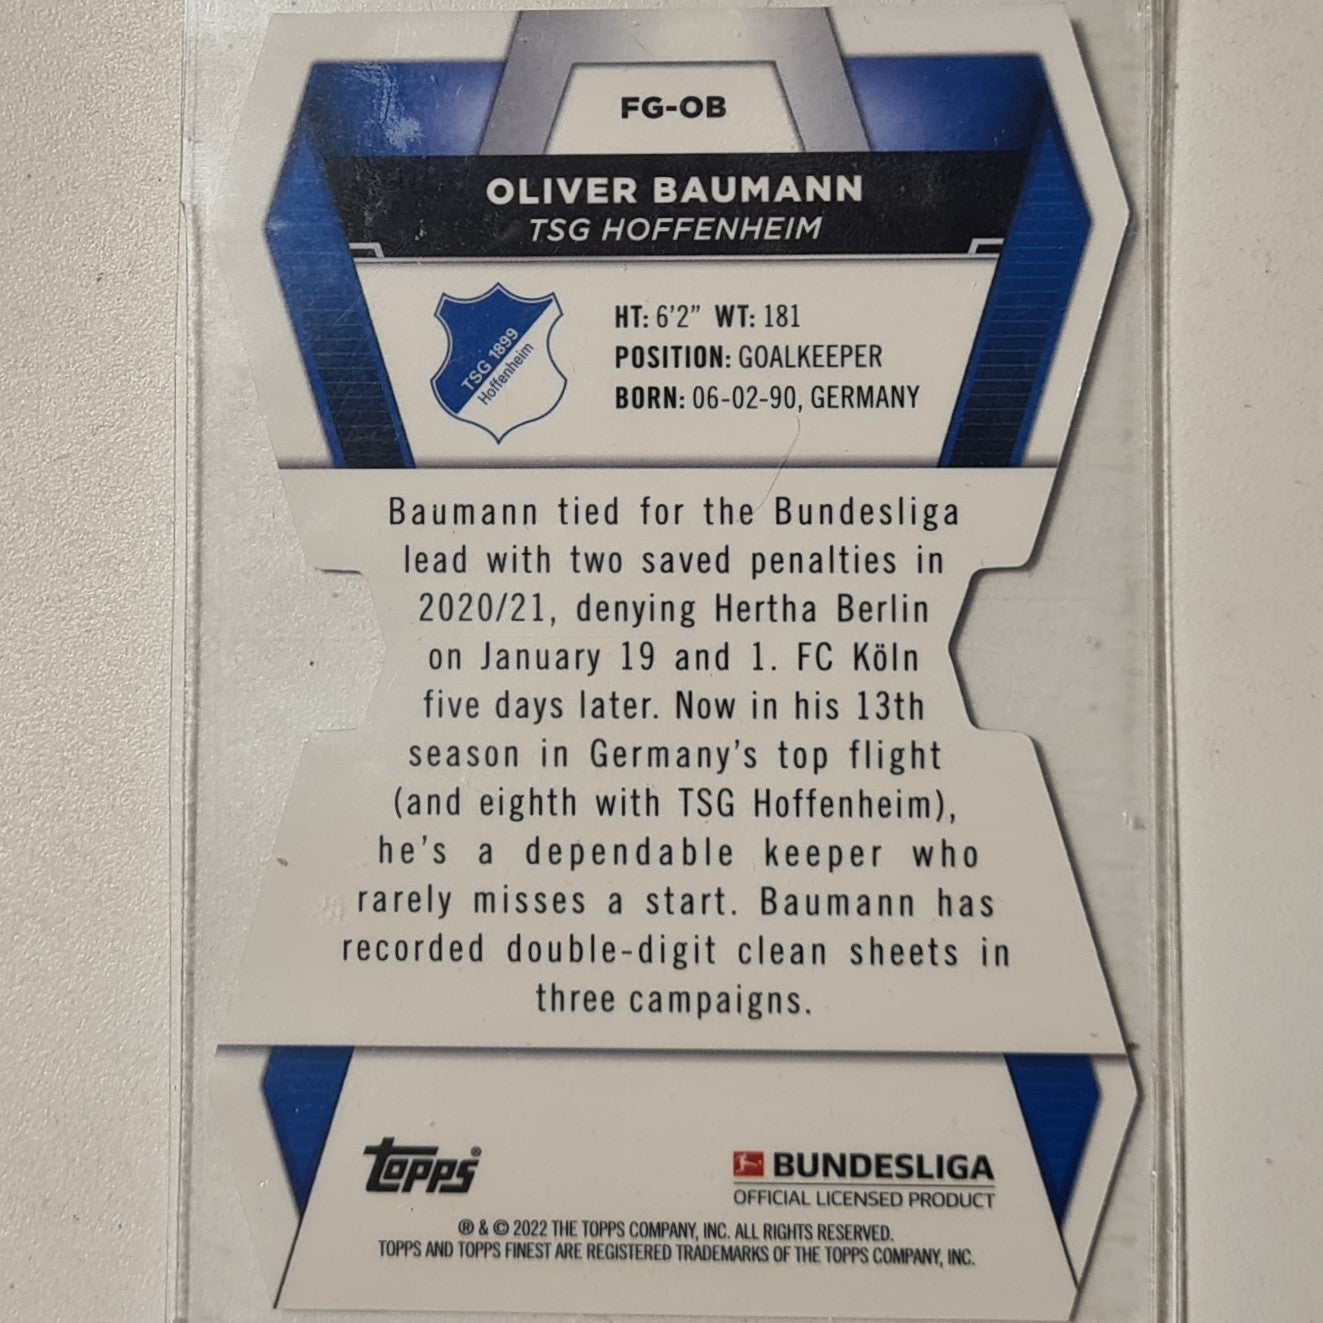 FG-OB
OLIVER BAUMANN
TSG HOFFENHEIM
TSG 1899
Hoffenheim
HT: 6'2" WT: 181
POSITION: GOALKEEPER
BORN: 06-02-90, GERMANY
Baumann tied for the Bundesliga
lead with two saved penalties in
2020/21, denying Hertha Berlin
on January 19 and 1. FC Köln
five days later. Now in his 13th
season in Germany's top flight
(and eighth with TSG Hoffenheim),
he's a dependable keeper who
rarely misses a start. Baumann has
recorded double-digit clean sheets in
three campaigns.
topps®
BUNDESLIGA
OFFICIAL LICENSED PRODUCT
® & © 2022 THE TOPPS COMPANY, INC. ALL RIGHTS RESERVED.
TOPPS AND TOPPS FINEST ARE REGISTERED TRADEMARKS OF THE TOPPS COMPANY, INC.